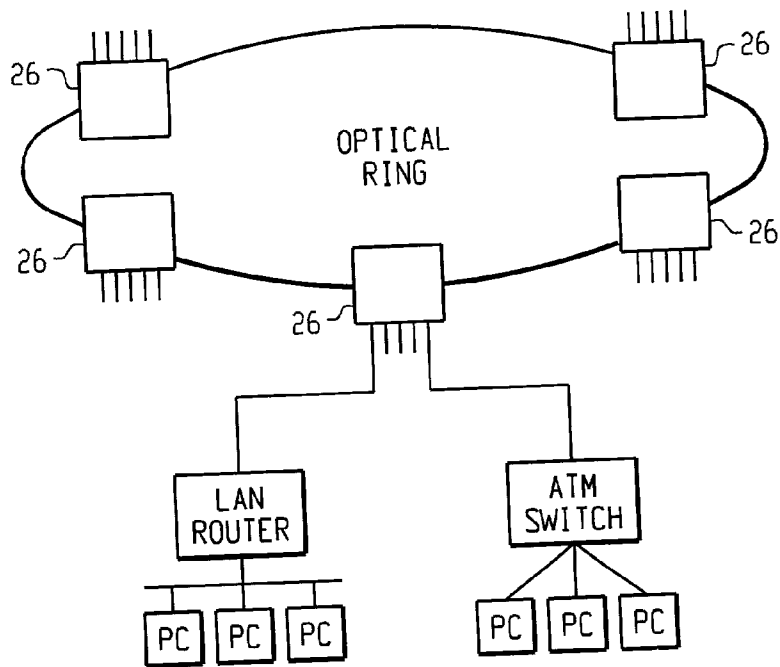 26
26
OPTICAL
RING
26
26
26
LAN
ROUTER
ATM
SWITCH
PC
PC
PC
PC
PC
PC